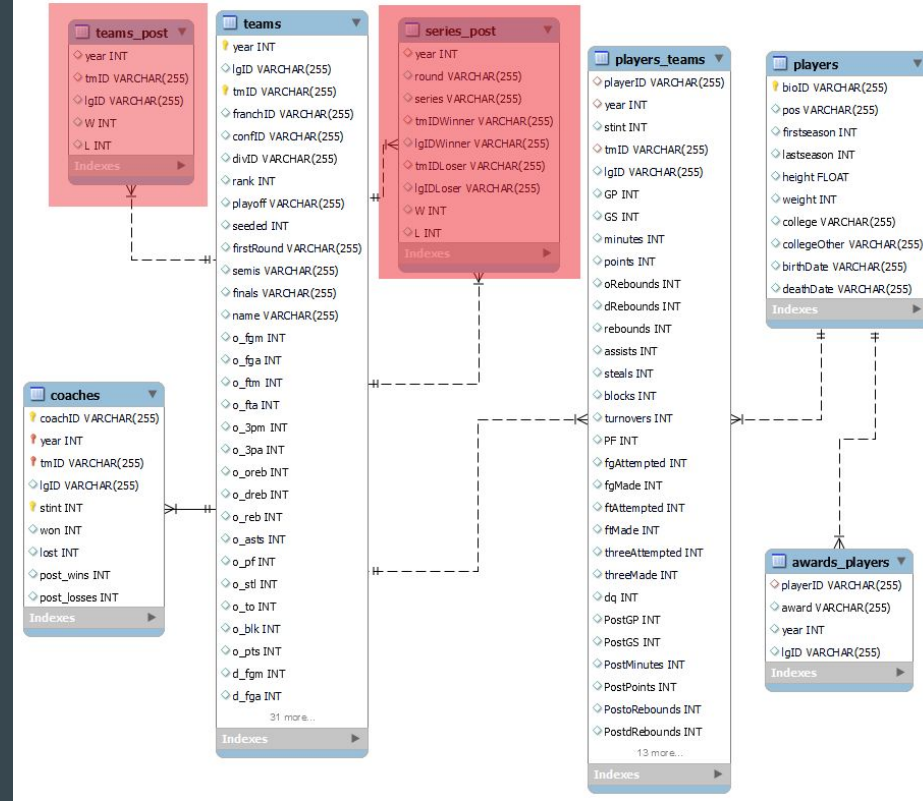 teams_post
year INT
tmID VARCHAR(255)
lgID VARCHAR(255)
W INT
L INT
Indexes
teams
year INT
lgID VARCHAR(255)
tmID VARCHAR(255)
franchID VARCHAR(255)
confID VARCHAR(255)
divID VARCHAR(255)
rank INT
playoff VARCHAR(255)
seeded INT
firstRound VARCHAR(255)
semis VARCHAR(255)
finals VARCHAR(255)
name VARCHAR(255)
o_fgm INT
o_fga INT
o_ftm INT
o_fta INT
o_3pm INT
o_3pa INT
o_oreb INT
o_dreb INT
o_reb INT
o_asts INT
o_pf INT
o_stl INT
o_to INT
o_blk INT
o_pts INT
d_fgm INT
d_fga INT
31 more...
Indexes
series_post
year INT
round VARCHAR(255)
series VARCHAR(255)
tmIDWinner VARCHAR(255)
lgIDWinner VARCHAR(255)
tmIDLoser VARCHAR(255)
lgIDLoser VARCHAR(255)
W INT
L INT
Indexes
players_teams
playerID VARCHAR(255)
year INT
stint INT
tmID VARCHAR(255)
lgID VARCHAR(255)
GP INT
GS INT
minutes INT
points INT
oRebounds INT
dRebounds INT
rebounds INT
assists INT
steals INT
blocks INT
turnovers INT
PF INT
fgAttempted INT
fgMade INT
ftAttempted INT
ftMade INT
threeAttempted INT
threeMade INT
dq INT
PostGP INT
PostGS INT
PostMinutes INT
PostPoints INT
PostoRebounds INT
PostdRebounds INT
13 more...
Indexes
players
bioID VARCHAR(255)
pos VARCHAR(255)
firstseason INT
lastseason INT
height FLOAT
weight INT
college VARCHAR(255)
collegeOther VARCHAR(255)
birthDate VARCHAR(255)
deathDate VARCHAR(255)
Indexes
coaches
coachID VARCHAR(255)
year INT
tmID VARCHAR(255)
lgID VARCHAR(255)
stint INT
won INT
lost INT
post_wins INT
post_losses INT
Indexes
awards_players
playerID VARCHAR(255)
award VARCHAR(255)
year INT
lgID VARCHAR(255)
Indexes